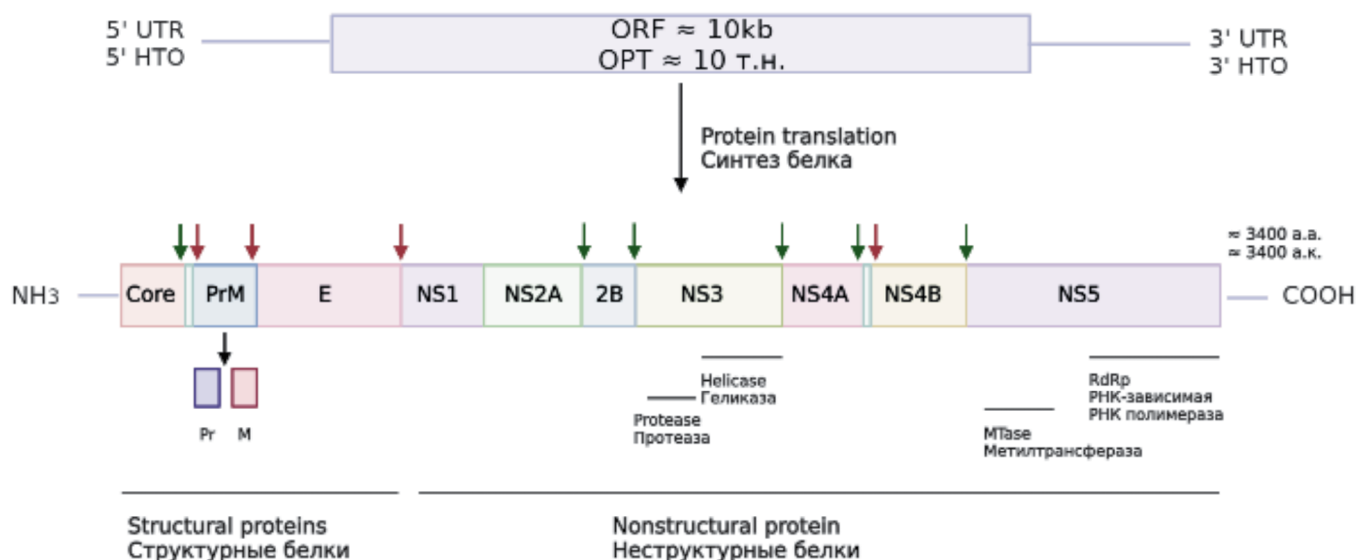 5' UTR
5' НТО
ORF ≈ 10kb
ОРТ ≈ 10 т.н.
3' UTR
3' НТО
Protein translation
Синтез белка
≈ 3400 a.a.
≈ 3400 а.к.
NH3
Core
PrM
E
NS1
NS2A
2B
NS3
NS4A
NS4B
NS5
COOH
Pr
M
Helicase
Геликаза
Protease
Протеаза
RdRp
РНК-зависимая
РНК полимераза
MTase
Метилтрансфераза
Structural proteins
Структурные белки
Nonstructural protein
Неструктурные белки